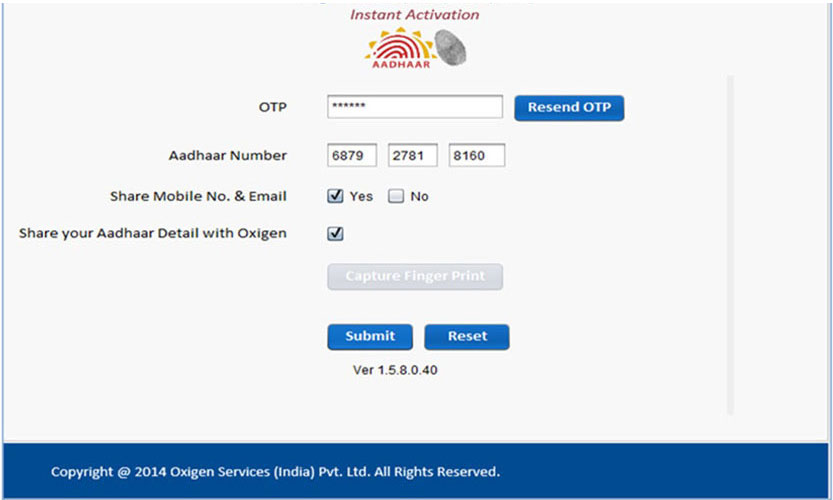 Instant Activation
AADHAAR
OTP ****** Resend OTP
Aadhaar Number 6879 2781 8160
Share Mobile No. & Email Yes No
Share your Aadhaar Detail with Oxigen
Capture Finger Print
Submit Reset
Ver 1.5.8.0.40
Copyright @ 2014 Oxigen Services (India) Pvt. Ltd. All Rights Reserved.